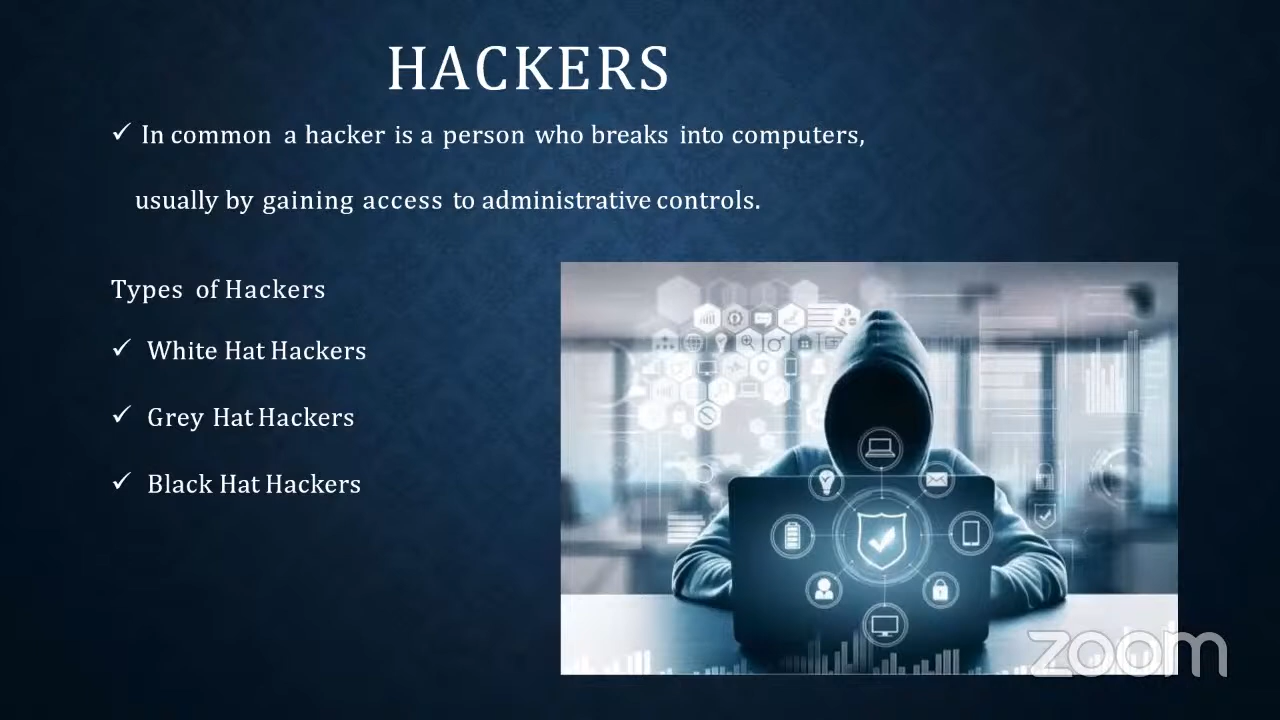 HACKERS
✓ In common a hacker is a person who breaks into computers,
usually by gaining access to administrative controls.
Types of Hackers
✓ White Hat Hackers
✓ Grey Hat Hackers
✓ Black Hat Hackers
zoom